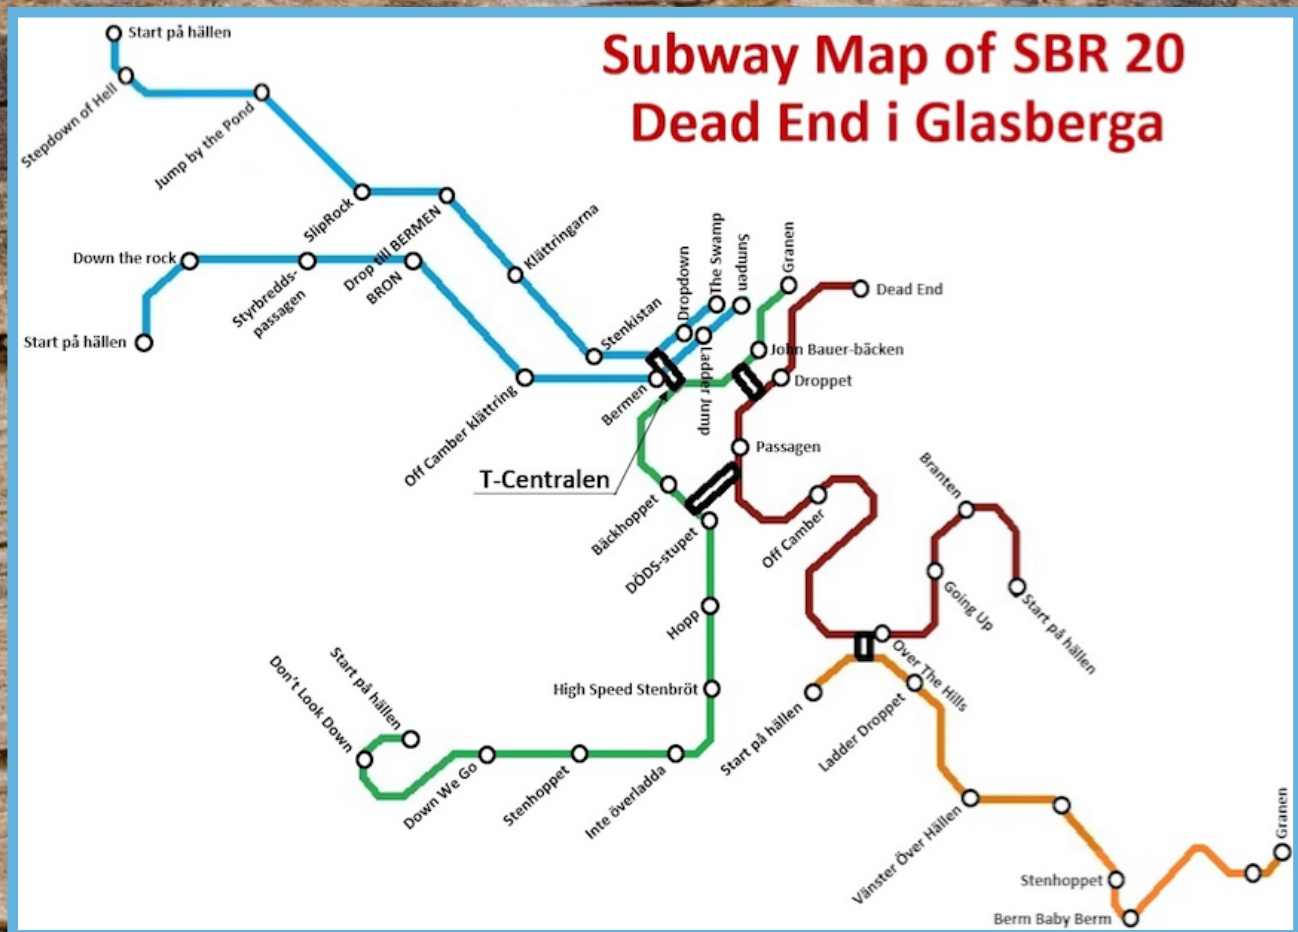 Subway Map of SBR 20
Dead End i Glasberga
Start på hällen
Stepdown of Hell
Jump by the Pond
SlipRock
Drop till BERMEN
Klättringarna
Stenkistan
Dropdown
The Swamp
Down the rock
Styrbredds-
passagen
BRON
Start på hällen
Off Camber klättring
Bermen
Ladder Jump
Sumpen
Granen
John Bauer-bäcken
Dead End
Droppet
Passagen
T-Centralen
Bäckhoppet
DÖDS-stupet
Hopp
High Speed Stenbröt
Inte överladda
Stenhoppet
Down We Go
Don't Look Down
Start på hällen
Off Camber
Over The Hills
Going Up
Branten
Start på hällen
Start på hällen
Ladder Droppet
Vänster Över Hällen
Stenhoppet
Berm Baby Berm
Granen